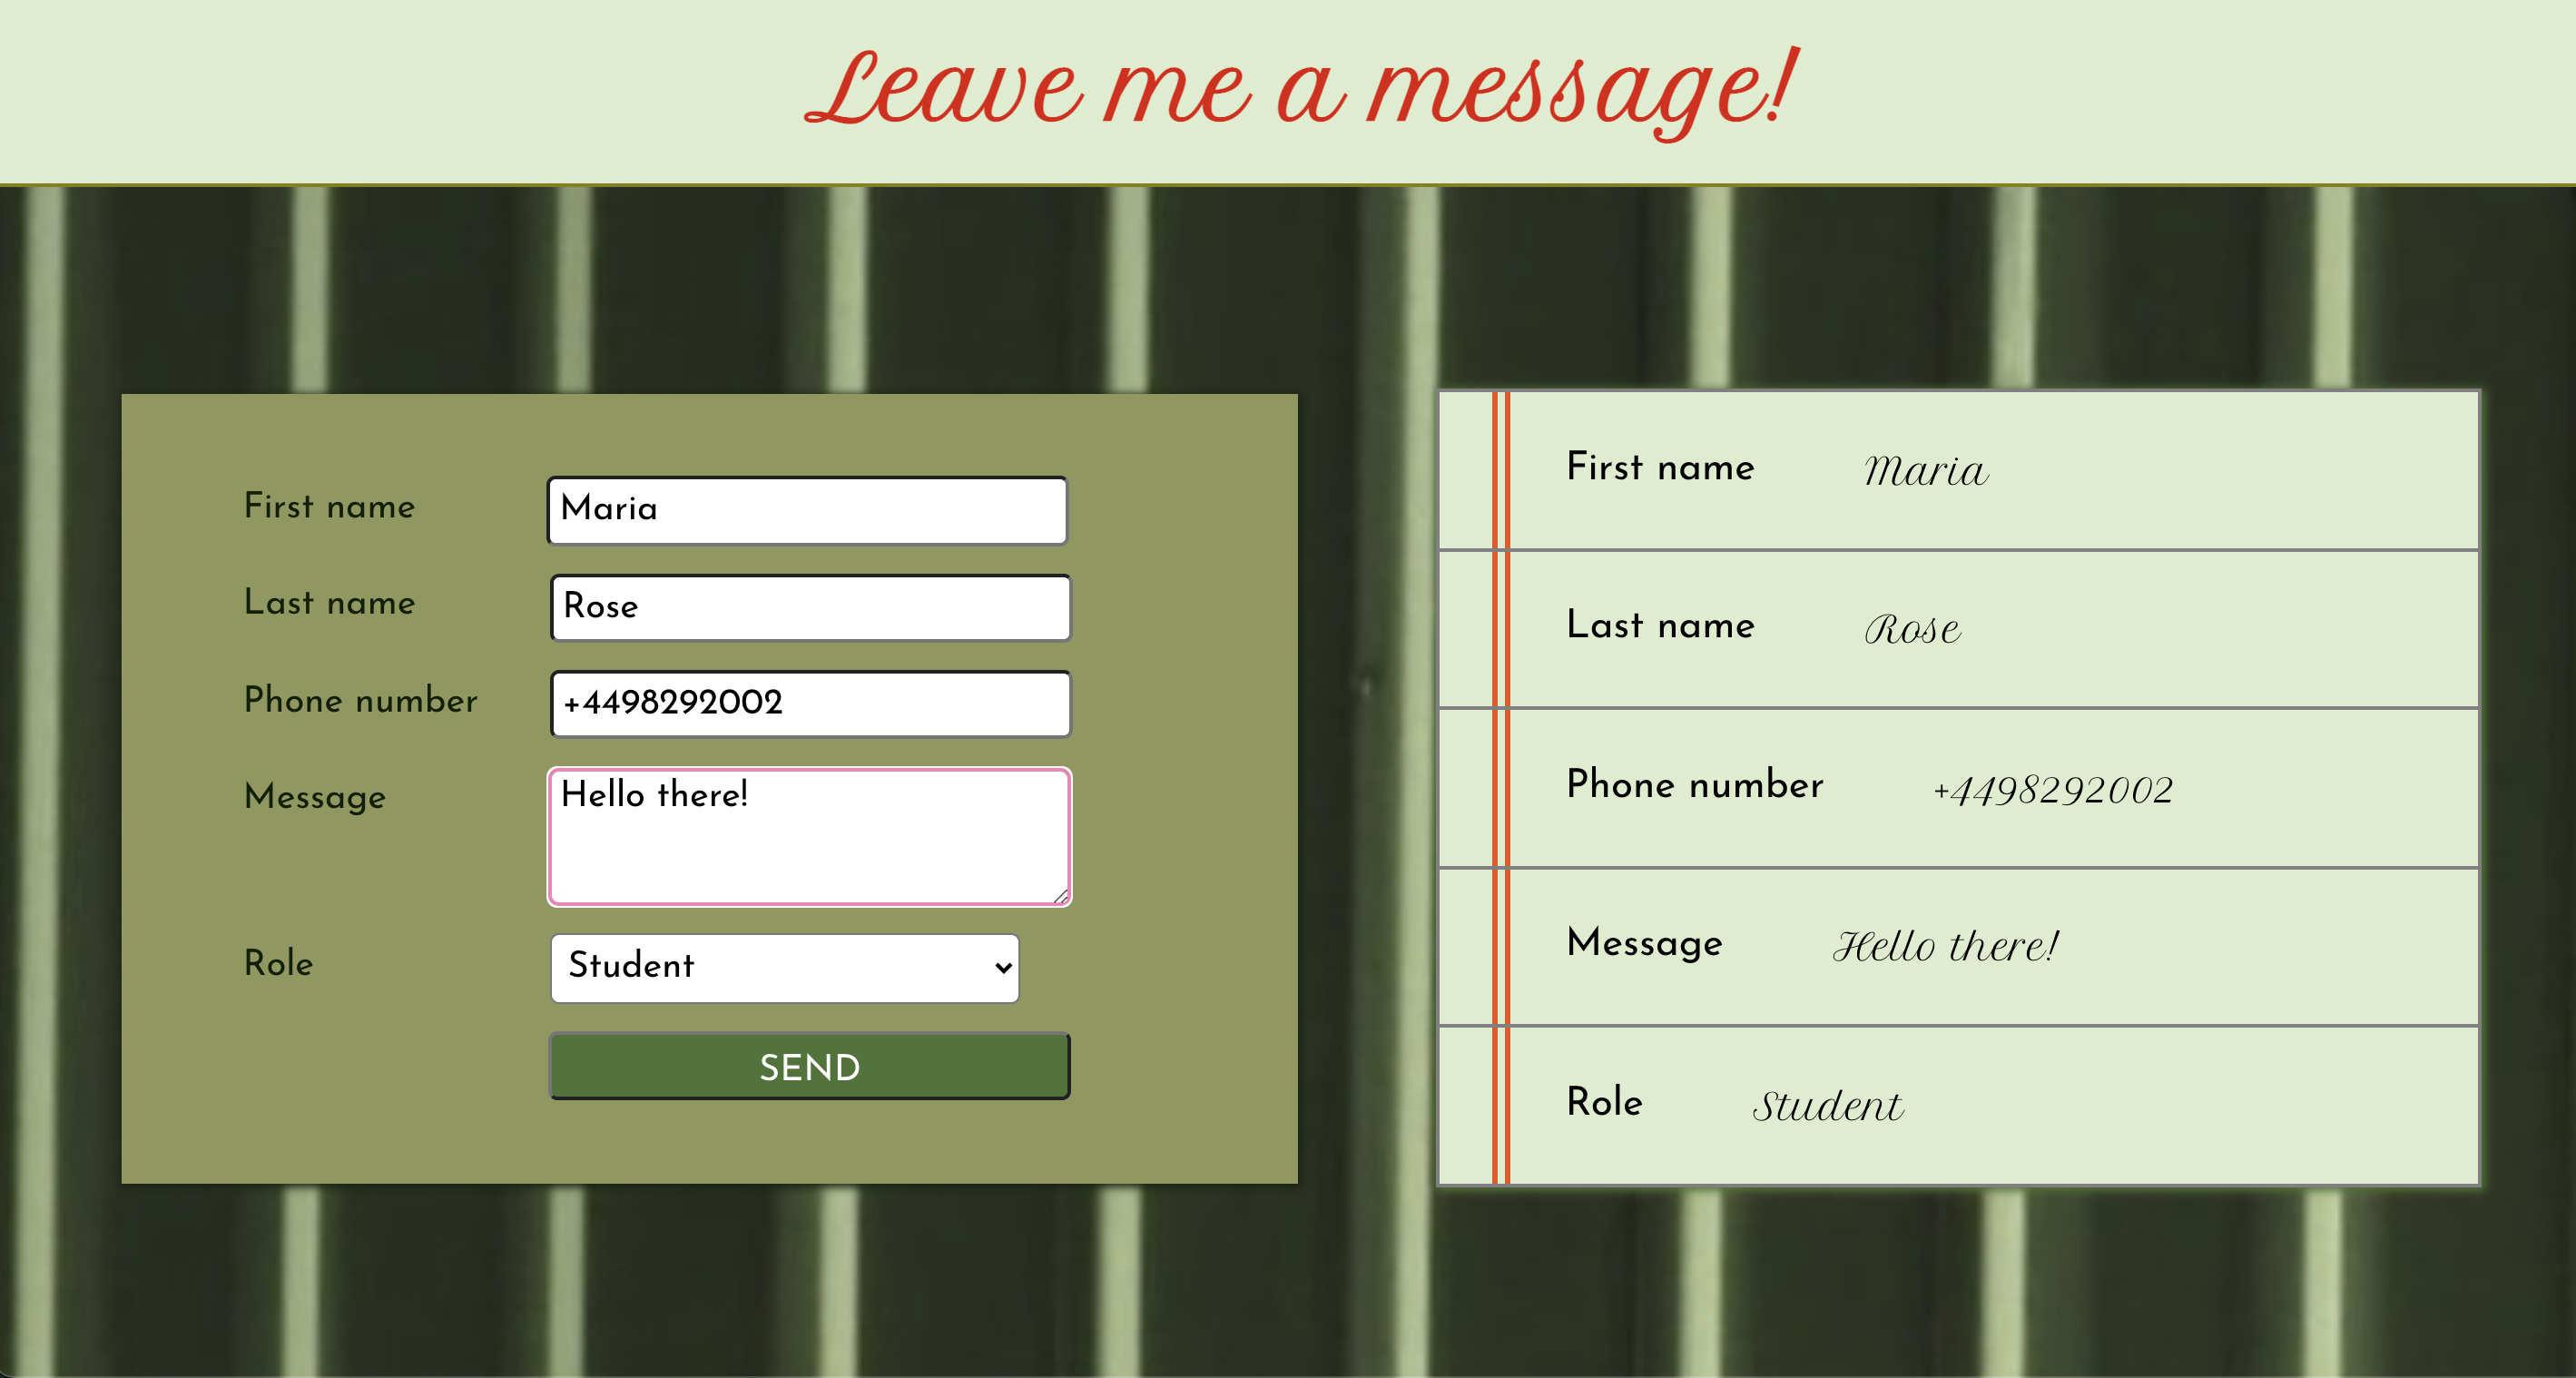 Leave me a message!
First name Maria
Last name Rose
Phone number +4498292002
Message Hello there!
Role Student
SEND
First name Maria
Last name Rose
Phone number +4498292002
Message Hello there!
Role Student